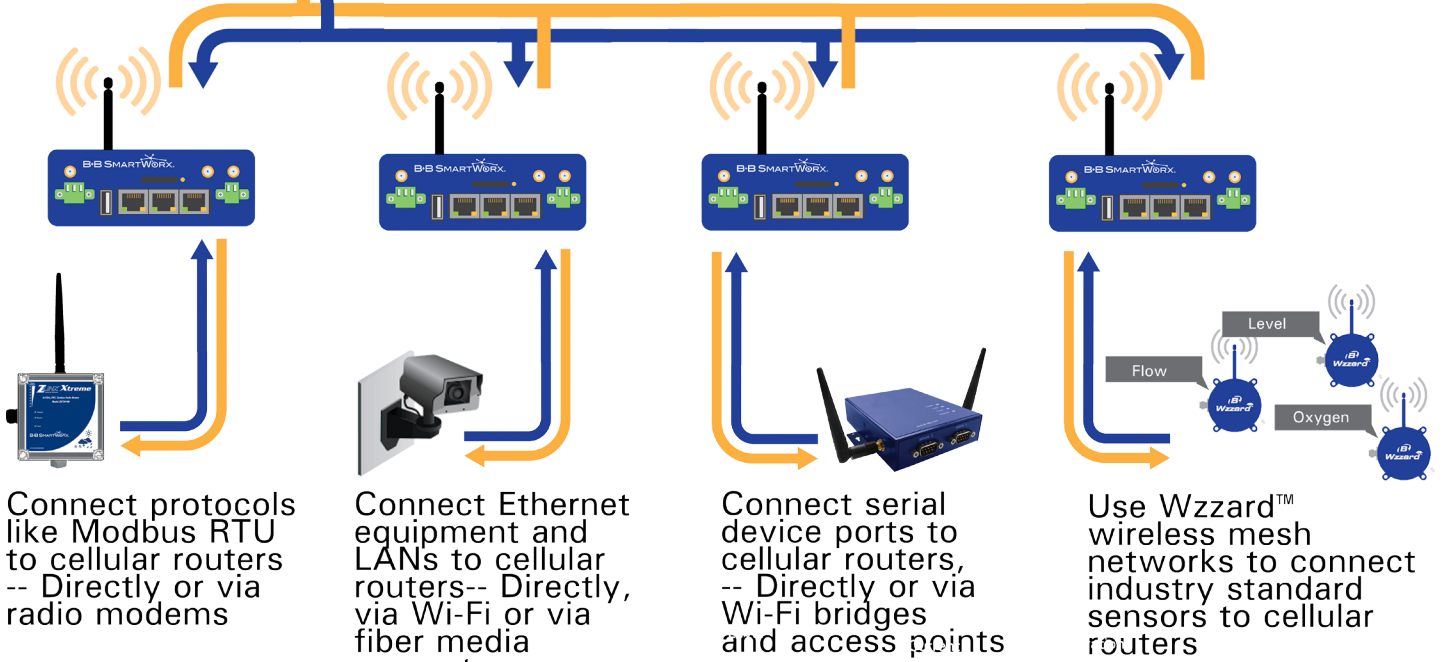 B+B SMARTWORX.
B+B SMARTWORX.
B+B SMARTWORX.
B+B SMARTWORX.
Level
Flow
Oxygen
B
Wzzard
B
Wzzard
B
Wzzard
ZLINX Xtreme
B+B SMARTWORX.
Connect protocols
like Modbus RTU
to cellular routers
-- Directly or via
radio modems
Connect Ethernet
equipment and
LANs to cellular
routers-- Directly,
via Wi-Fi or via
fiber media
Connect serial
device ports to
cellular routers,
-- Directly or via
Wi-Fi bridges
and access points
Use Wzzard™
wireless mesh
networks to connect
industry standard
sensors to cellular
routers